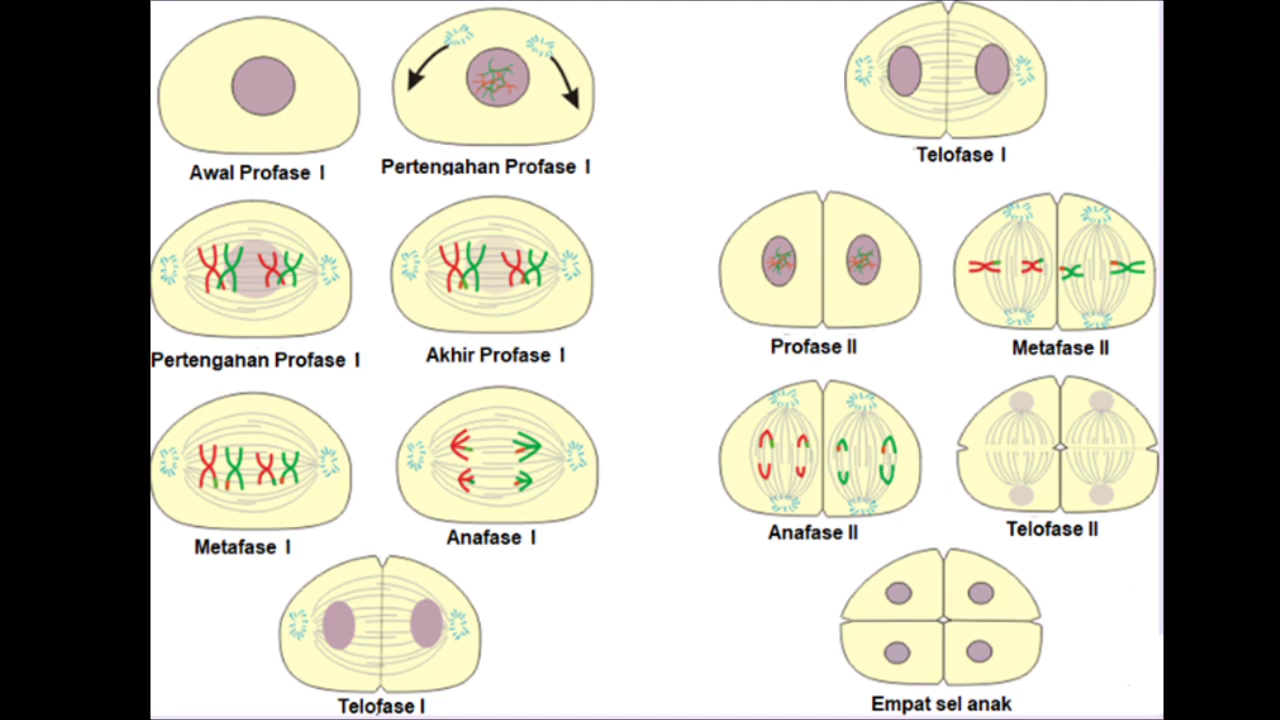 Awal Profase I
Pertengahan Profase I
Pertengahan Profase I
Akhir Profase I
Metafase I
Anafase I
Telofase I
Telofase I
Profase II
Metafase II
Anafase II
Telofase II
Empat sel anak